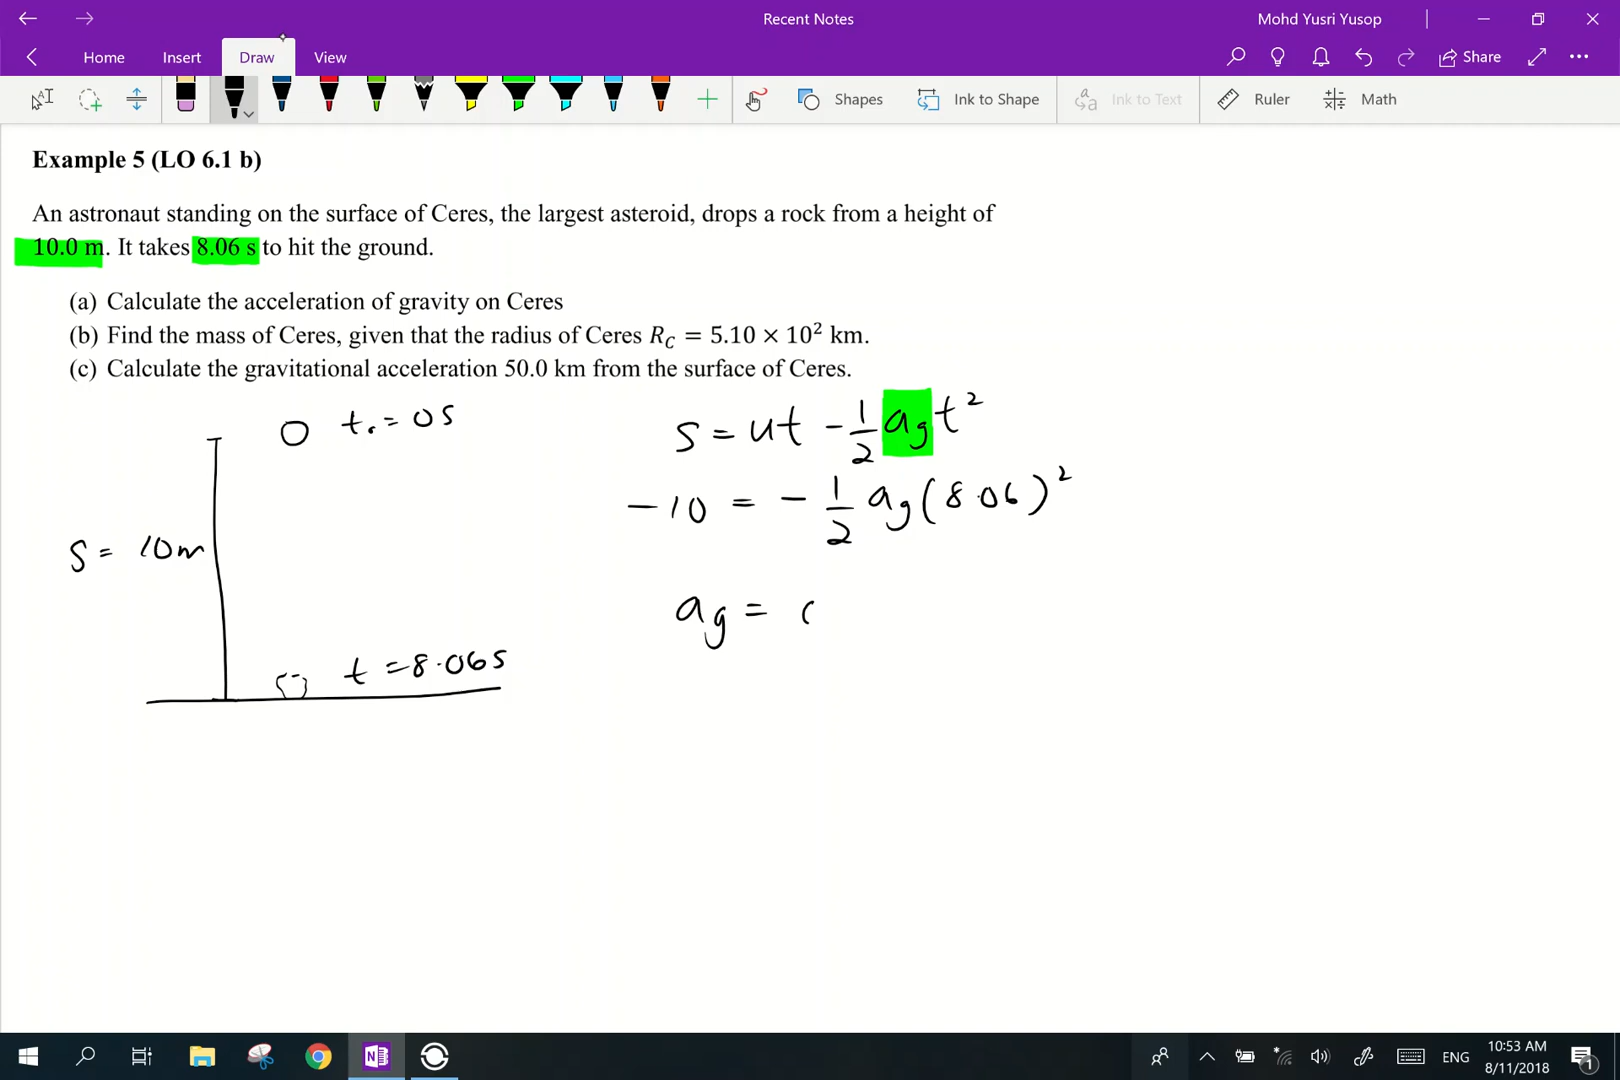 Recent Notes
Mohd Yusri Yusop
Home Insert Draw View
Share
Shapes Ink to Shape Ink to Text Ruler Math
Example 5 (LO 6.1 b)
An astronaut standing on the surface of Ceres, the largest asteroid, drops a rock from a height of
10.0 m. It takes 8.06 s to hit the ground.
(a) Calculate the acceleration of gravity on Ceres
(b) Find the mass of Ceres, given that the radius of Ceres R_C = 5.10 × 10² km.
(c) Calculate the gravitational acceleration 50.0 km from the surface of Ceres.
t₀ = 0 s
s = ut - 1/2 a_g t²
-10 = - 1/2 a_g (8.06)²
s = 10m
a_g =
t = 8.06s
10:53 AM
ENG
8/11/2018
1